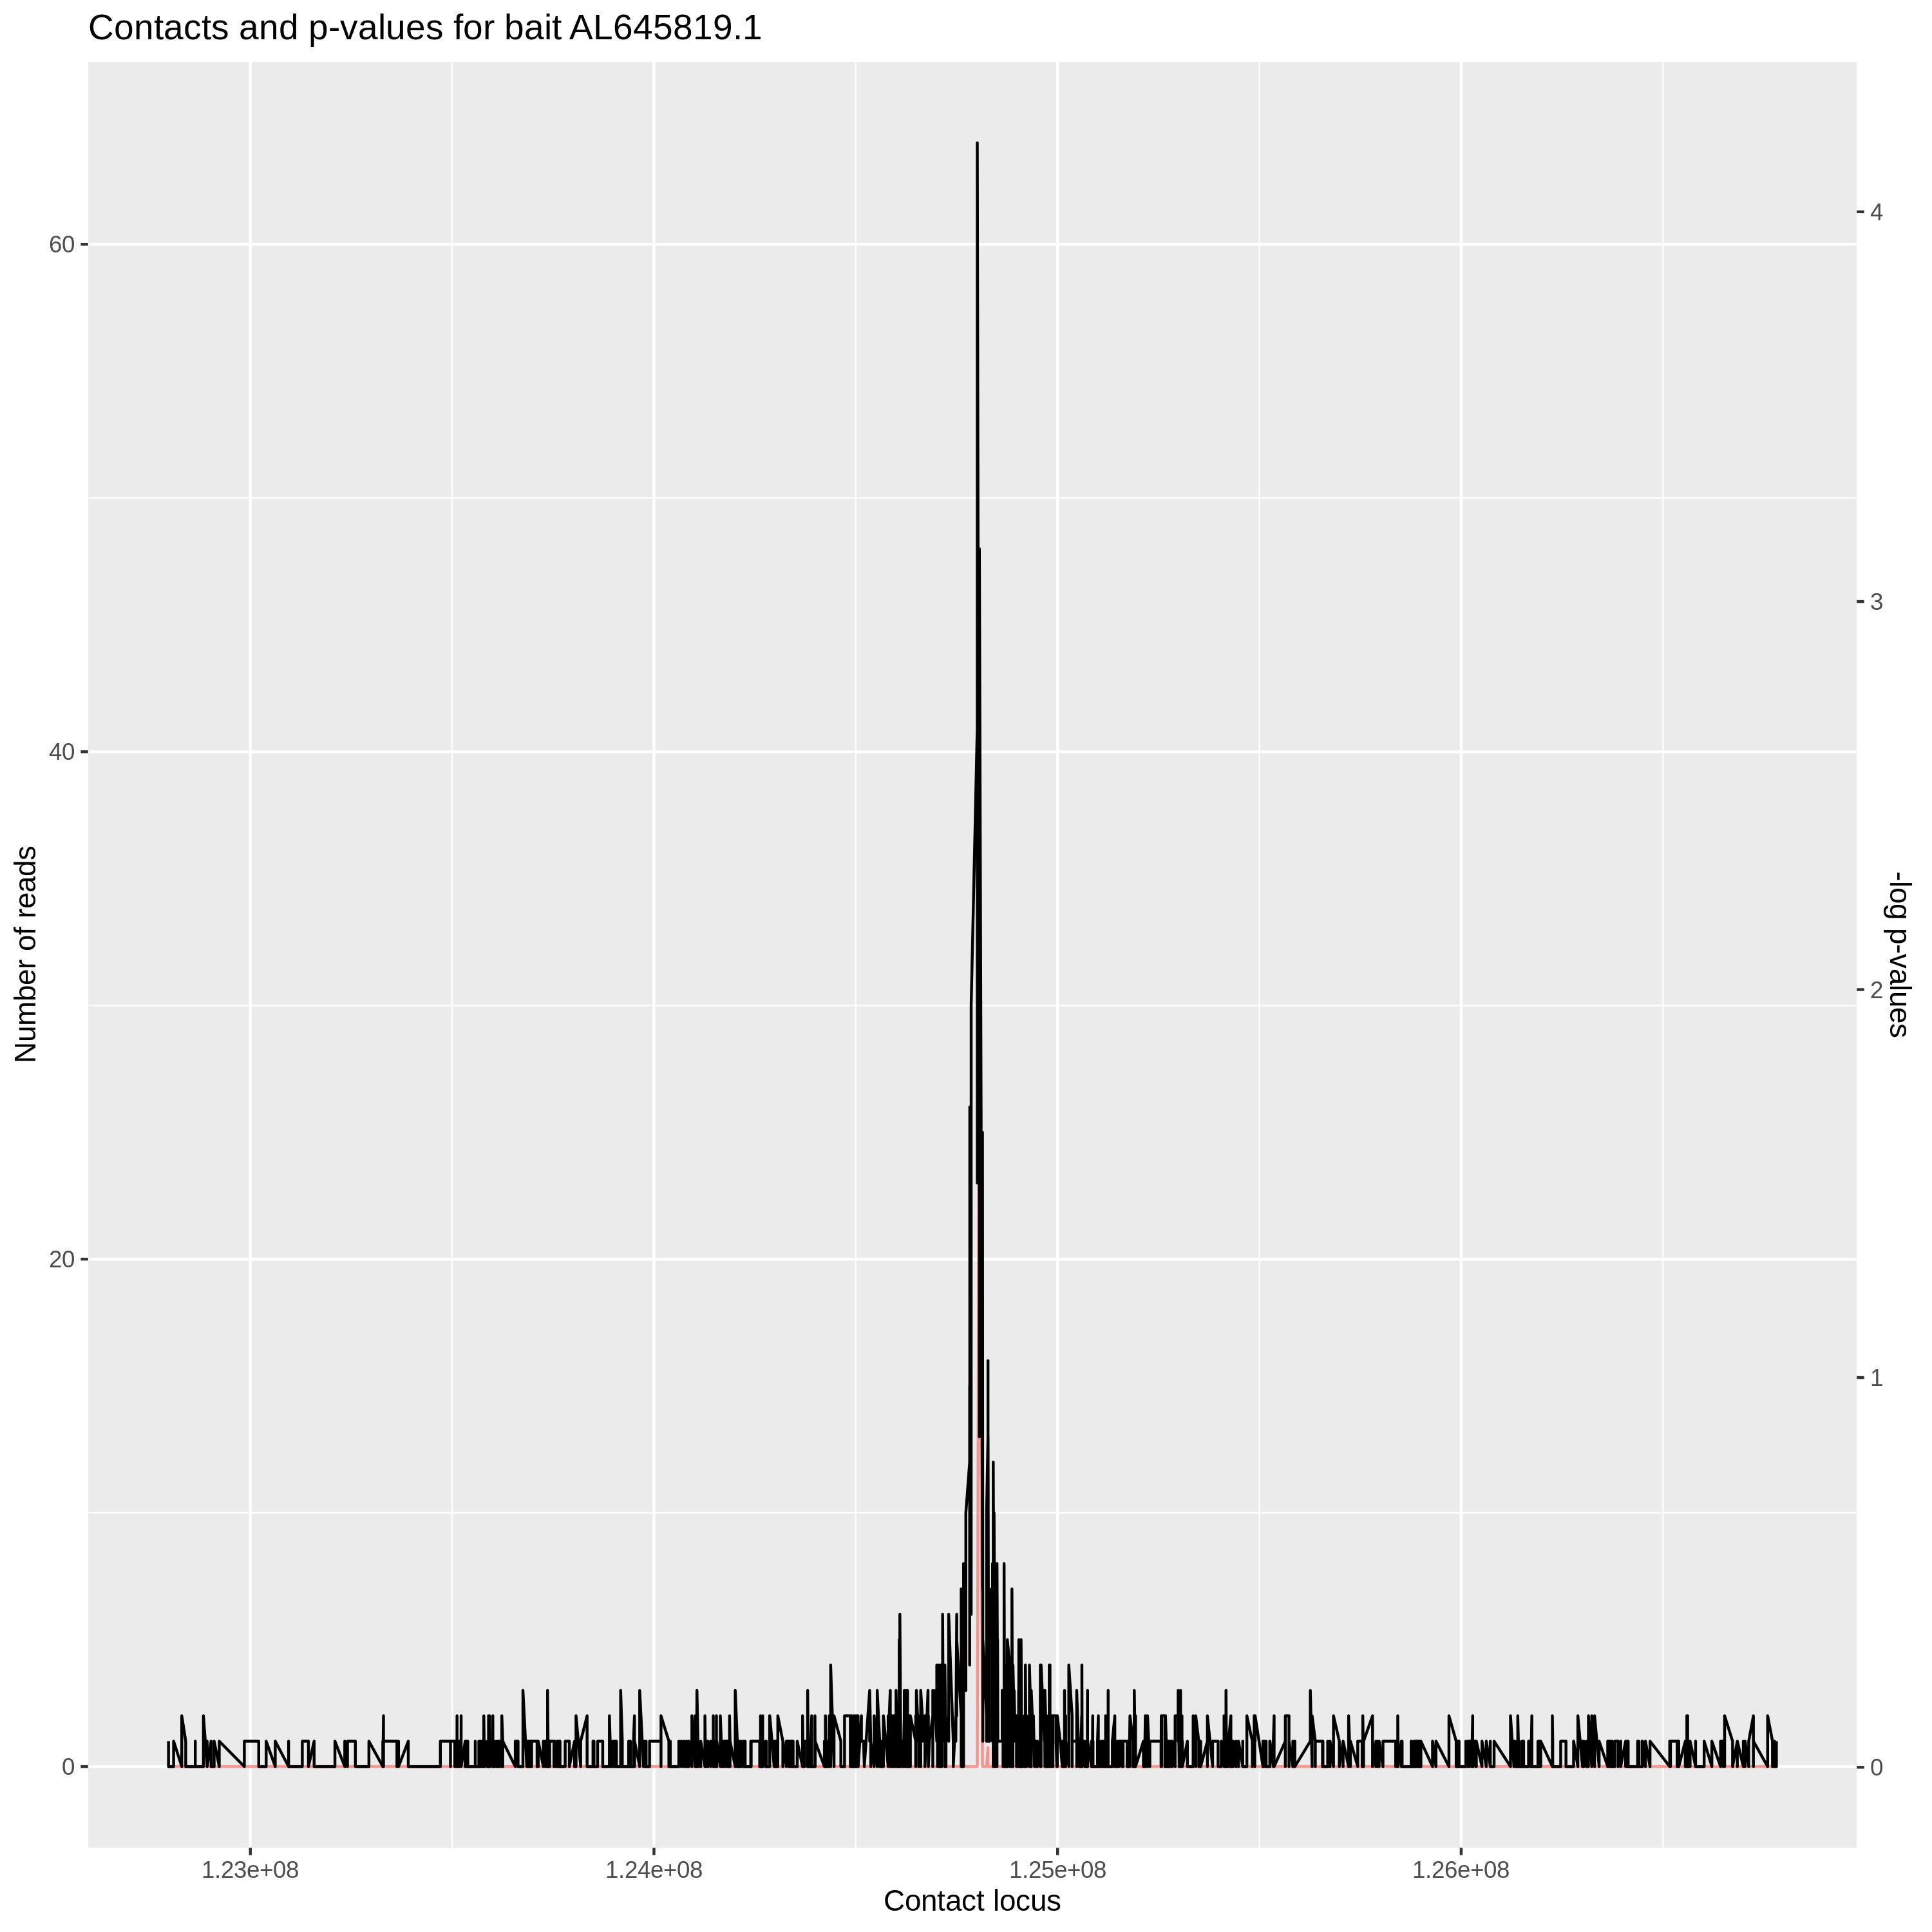 Contacts and p-values for bait AL645819.1
60
40
20
0
Number of reads
4
3
2
1
0
-log p-values
1.23e+08
1.24e+08
1.25e+08
1.26e+08
Contact locus